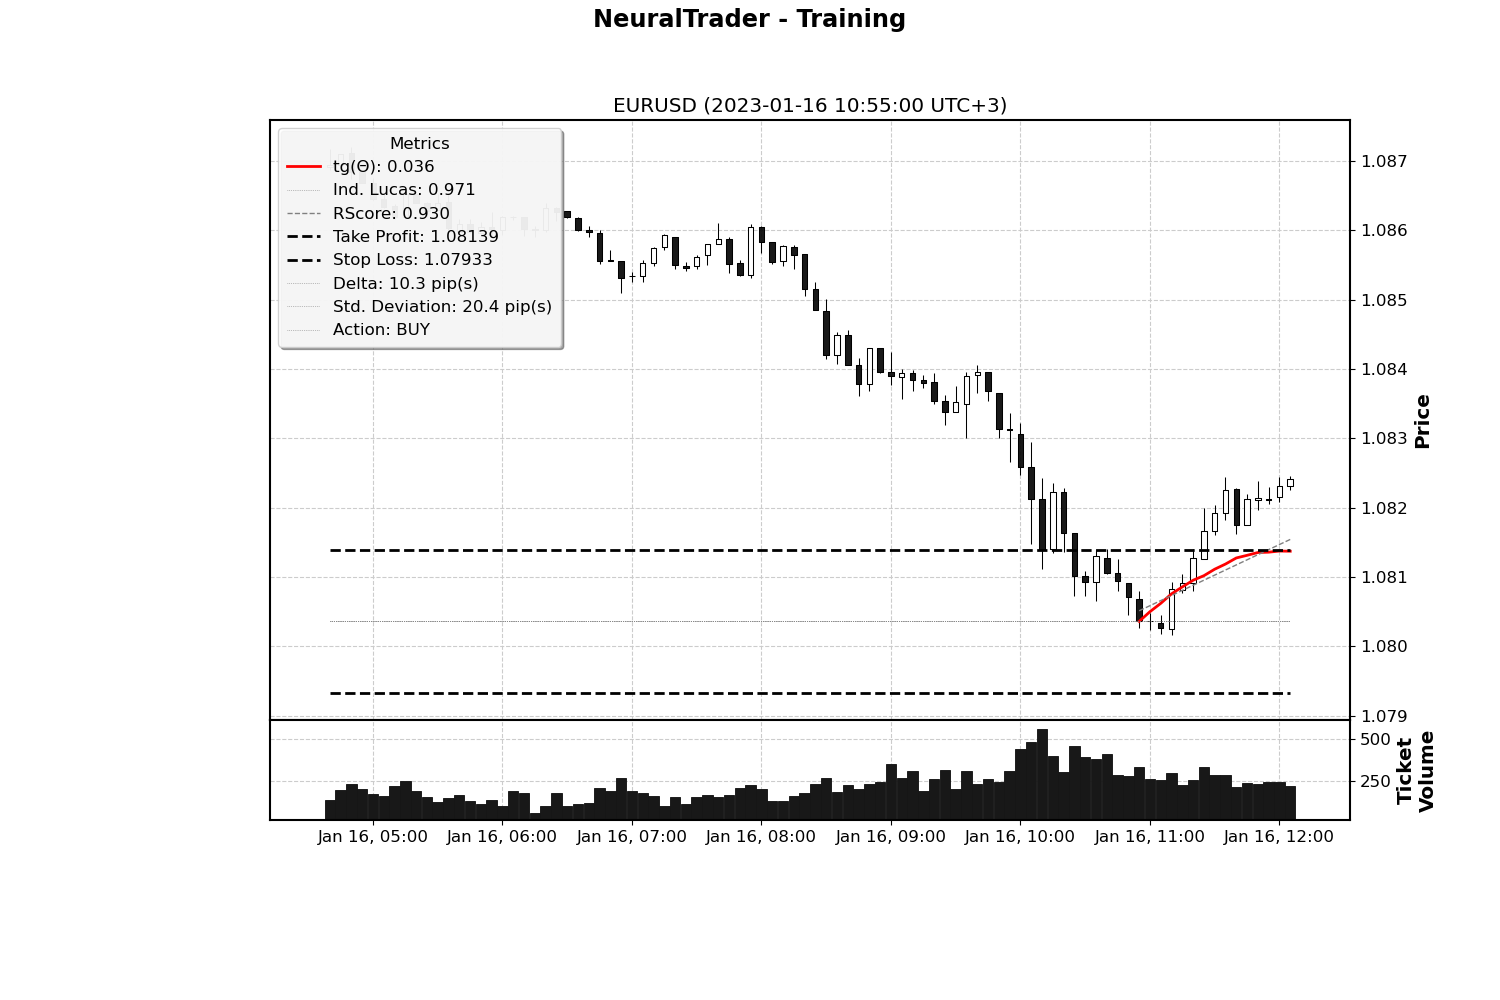 NeuralTrader - Training
EURUSD (2023-01-16 10:55:00 UTC+3)
Metrics
tg(Θ): 0.036
Ind. Lucas: 0.971
RScore: 0.930
Take Profit: 1.08139
Stop Loss: 1.07933
Delta: 10.3 pip(s)
Std. Deviation: 20.4 pip(s)
Action: BUY
1.087
1.086
1.085
1.084
1.083
1.082
1.081
1.080
1.079
Price
500
250
Ticket
Volume
Jan 16, 05:00 Jan 16, 06:00 Jan 16, 07:00 Jan 16, 08:00 Jan 16, 09:00 Jan 16, 10:00 Jan 16, 11:00 Jan 16, 12:00